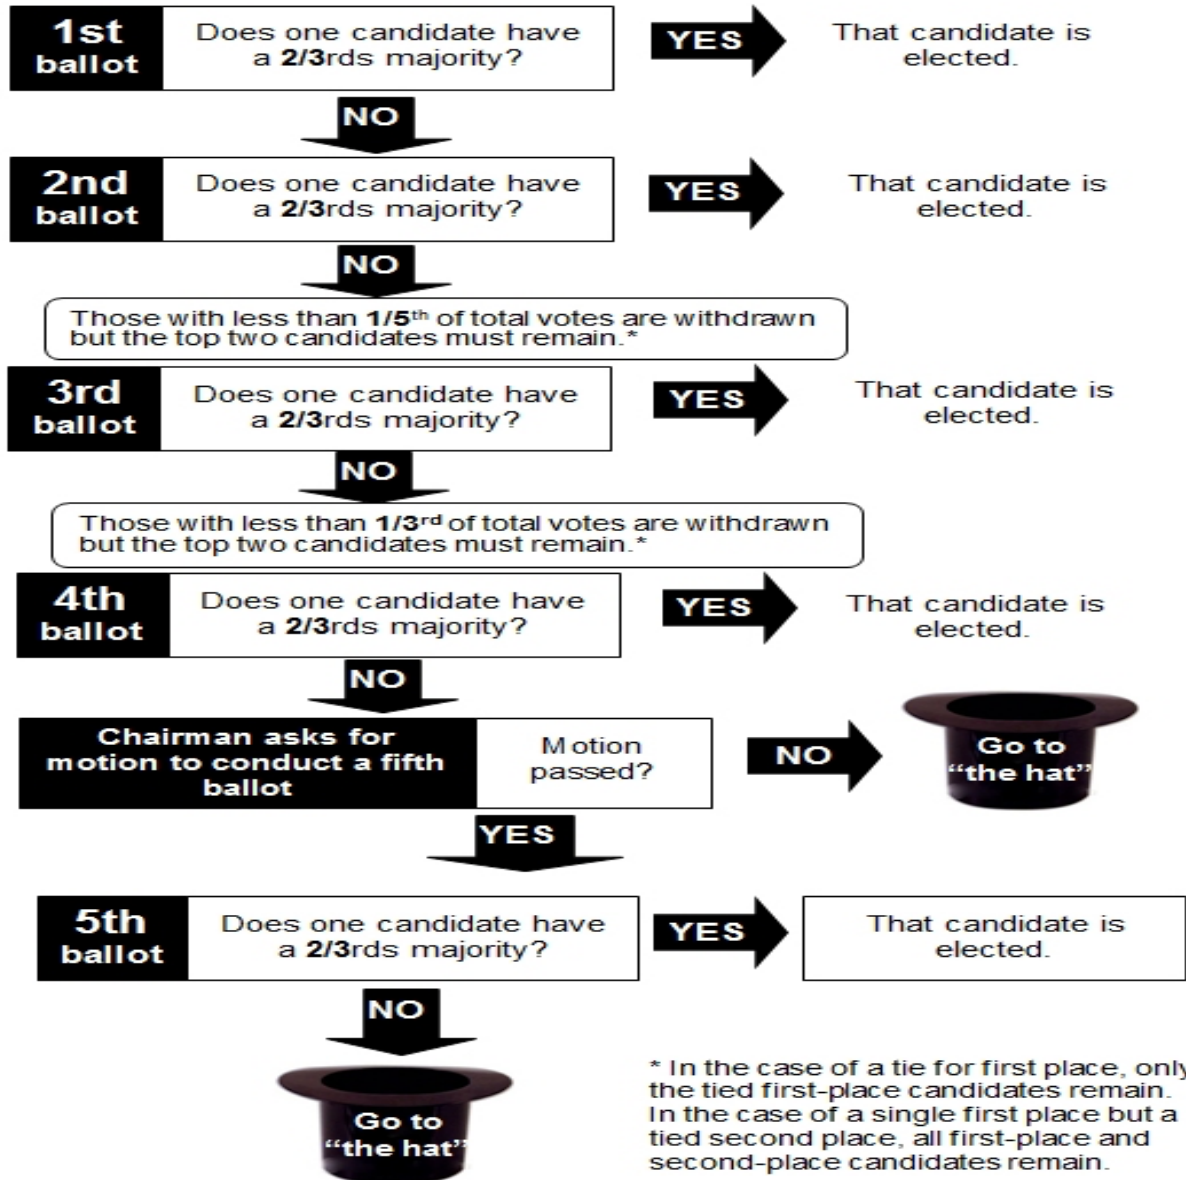 1st
ballot
Does one candidate have
a 2/3rds majority?
YES
That candidate is
elected.
NO
2nd
ballot
Does one candidate have
a 2/3rds majority?
YES
That candidate is
elected.
NO
Those with less than 1/5th of total votes are withdrawn
but the top two candidates must remain.*
3rd
ballot
Does one candidate have
a 2/3rds majority?
YES
That candidate is
elected.
NO
Those with less than 1/3rd of total votes are withdrawn
but the top two candidates must remain.*
4th
ballot
Does one candidate have
a 2/3rds majority?
YES
That candidate is
elected.
NO
Chairman asks for
motion to conduct a fifth
ballot
Motion
passed?
NO
Go to
“the hat”
YES
5th
ballot
Does one candidate have
a 2/3rds majority?
YES
That candidate is
elected.
NO
Go to
“the hat”
* In the case of a tie for first place, only
the tied first-place candidates remain.
In the case of a single first place but a
tied second place, all first-place and
second-place candidates remain.